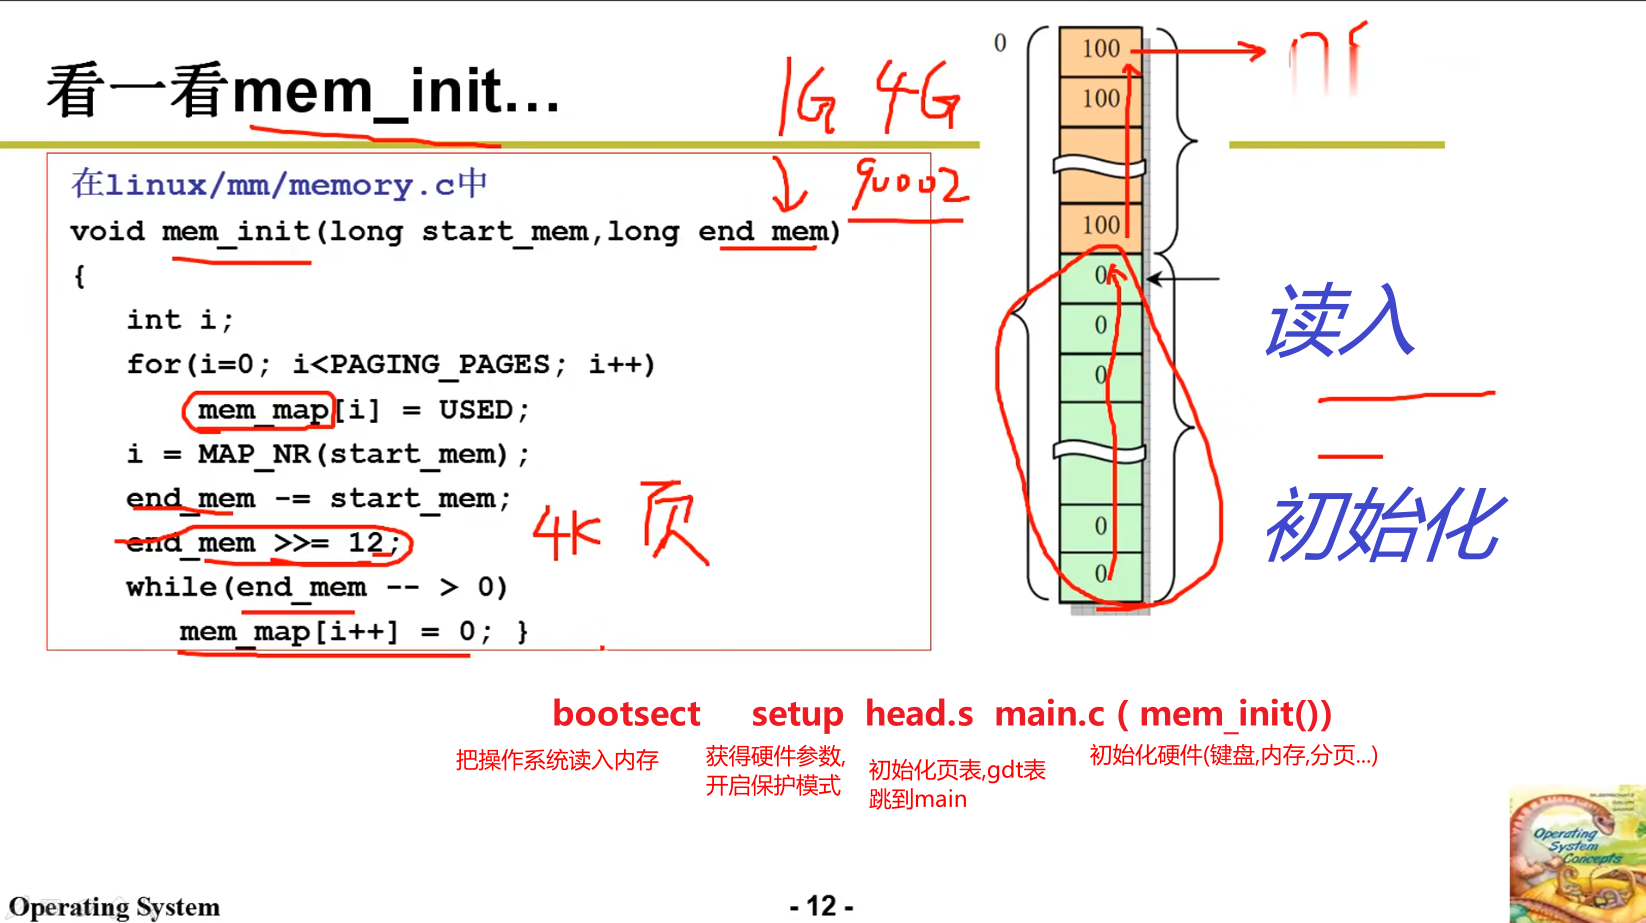 看一看mem_init...
1G 4G
90002
在linux/mm/memory.c中
void mem_init(long start_mem,long end_mem)
{
int i;
for(i=0; i<PAGING_PAGES; i++)
mem_map[i] = USED;
i = MAP_NR(start_mem);
end_mem -= start_mem;
end_mem >>= 12;
while(end_mem -- > 0)
mem_map[i++] = 0; }
4K 页
0
100
100
100
0
0
0
0
0
读入
初始化
bootsect setup head.s main.c ( mem_init())
把操作系统读入内存
获得硬件参数,
开启保护模式
初始化页表,gdt表
跳到main
初始化硬件(键盘,内存,分页...)
Operating
System
Concepts
Operating System
- 12 -